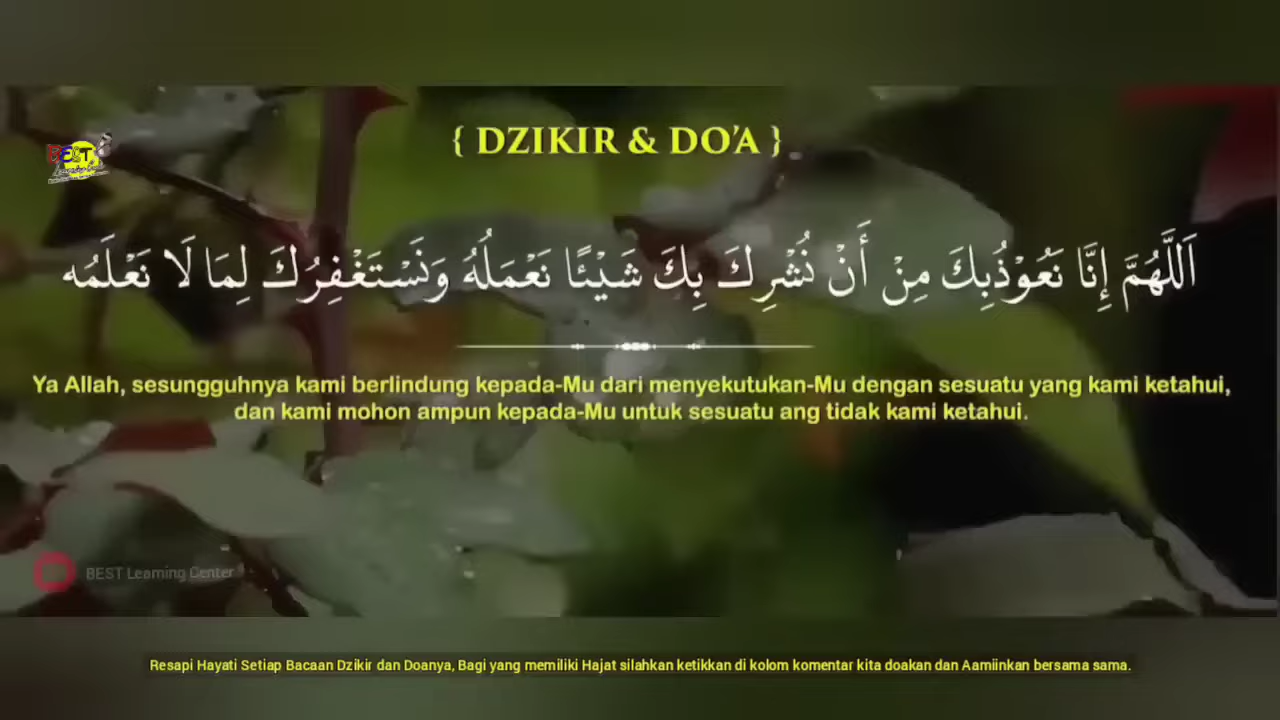 { DZIKIR & DO'A }
BEST
اَللَّهُمَّ إِنَّا نَعُوْذُبِكَ مِنْ أَنْ نُشْرِكَ بِكَ شَيْئًا نَعْمَلُهُ وَنَسْتَغْفِرُكَ لِمَا لَا نَعْلَمُه
Ya Allah, sesungguhnya kami berlindung kepada-Mu dari menyekutukan-Mu dengan sesuatu yang kami ketahui,
dan kami mohon ampun kepada-Mu untuk sesuatu ang tidak kami ketahui.
BEST Learning Center
Resapi Hayati Setiap Bacaan Dzikir dan Doanya, Bagi yang memiliki Hajat silahkan ketikkan di kolom komentar kita doakan dan Aamiinkan bersama sama.